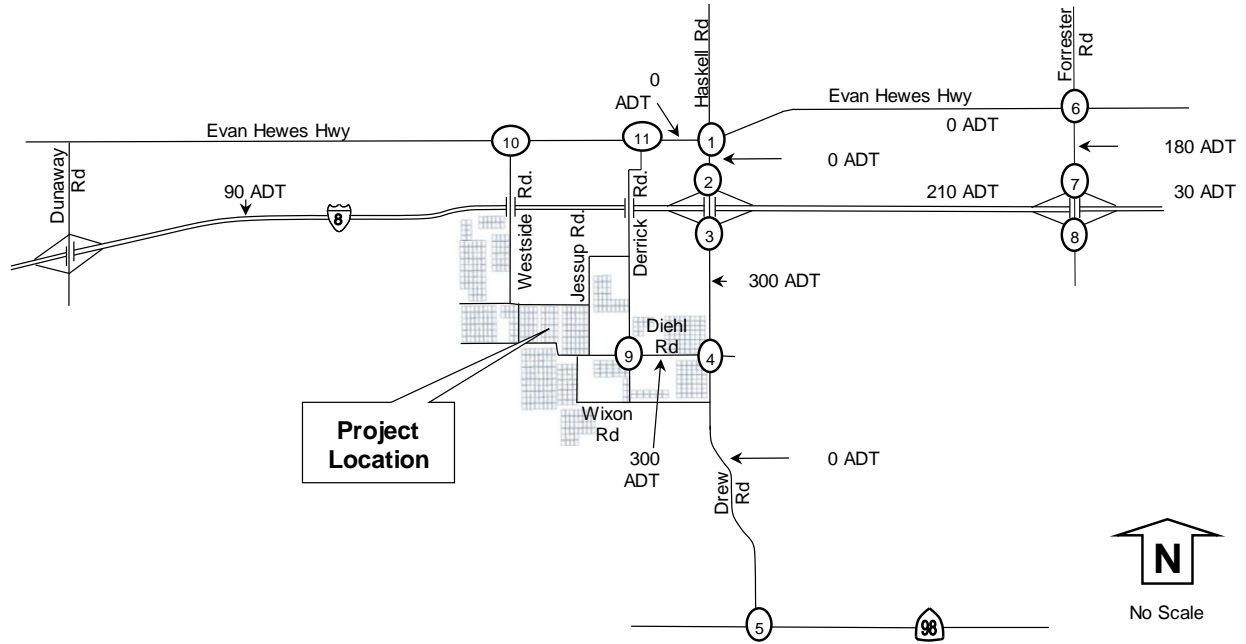 Haskell Rd
Forrester
Rd
0
ADT
Evan Hewes Hwy
6
0 ADT
Evan Hewes Hwy
10
11
1
0 ADT
180 ADT
Dunaway
Rd
90 ADT
8
Westside Rd.
Jessup Rd.
Derrick Rd.
2
7
210 ADT
30 ADT
3
8
300 ADT
Diehl
Rd
9
4
Project
Location
Wixon
Rd
300
ADT
0 ADT
Drew
Rd
N
No Scale
5
98